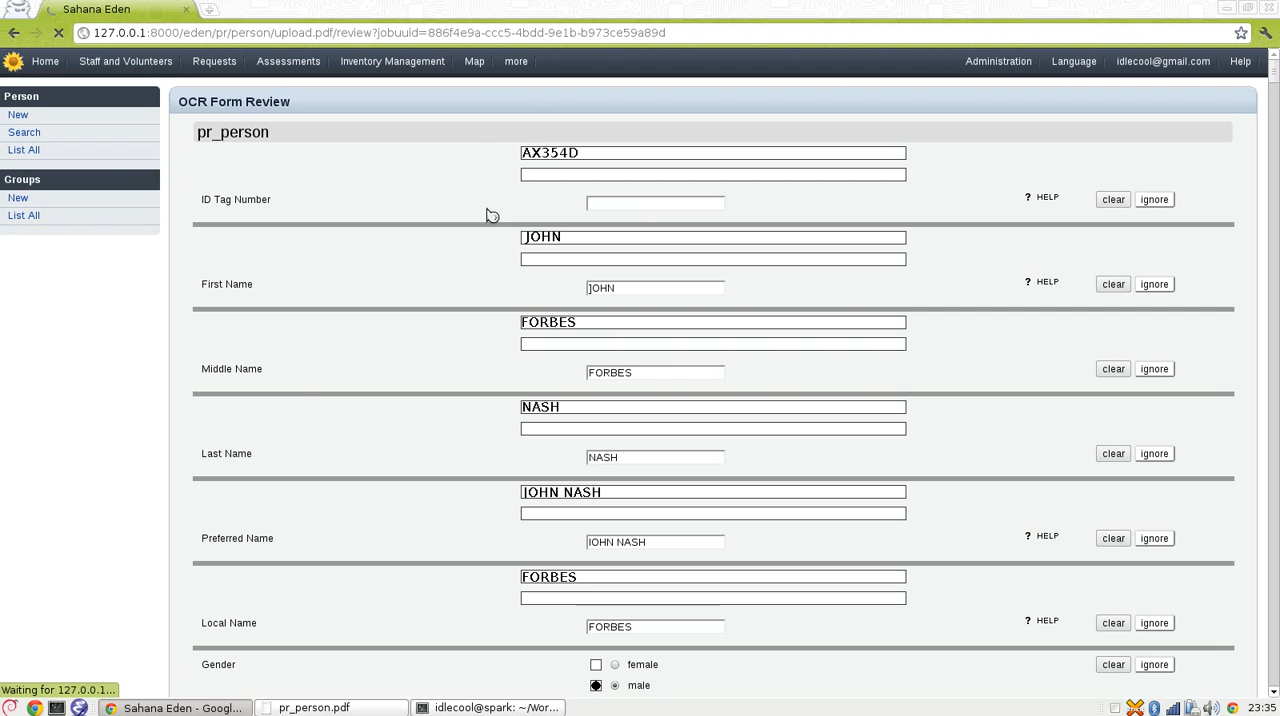 Sahana Eden
127.0.0.1:8000/eden/pr/person/upload.pdf/review?jobuuid=886f4e9a-ccc5-4bdd-9e1b-b973ce59a89d
Home Staff and Volunteers Requests Assessments Inventory Management Map more Administration Language idlecool@gmail.com Help
Person
New
Search
List All
Groups
New
List All
OCR Form Review
pr_person
AX354D
ID Tag Number ? HELP clear ignore
JOHN
First Name JOHN ? HELP clear ignore
FORBES
Middle Name FORBES clear ignore
NASH
Last Name NASH clear ignore
JOHN NASH
Preferred Name IOHN NASH ? HELP clear ignore
FORBES
Local Name FORBES ? HELP clear ignore
Gender female clear ignore
male
Waiting for 127.0.0.1...
Sahana Eden - Googl... pr_person.pdf idlecool@spark: ~/Wor... 23:35